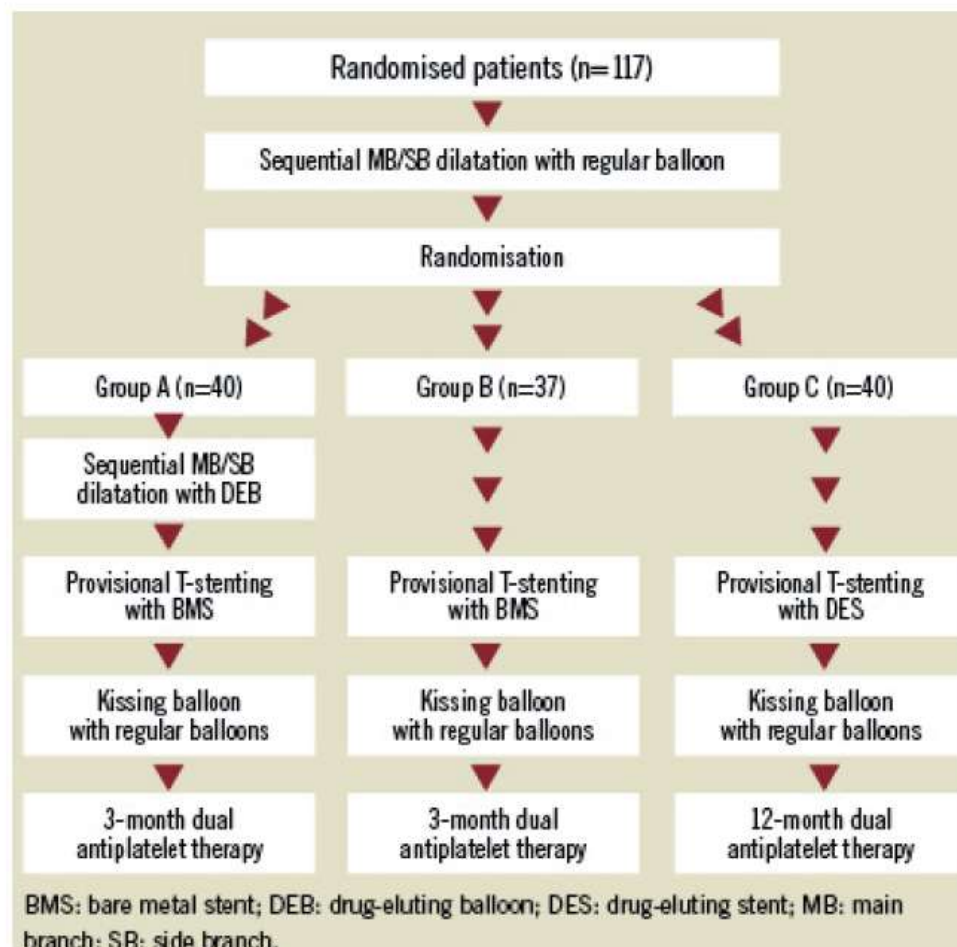 Randomised patients (n=117)
Sequential MB/SB dilatation with regular balloon
Randomisation
Group A (n=40)
Group B (n=37)
Group C (n=40)
Sequential MB/SB
dilatation with DEB
Provisional T-stenting
with BMS
Provisional T-stenting
with BMS
Provisional T-stenting
with DES
Kissing balloon
with regular balloons
Kissing balloon
with regular balloons
Kissing balloon
with regular balloons
3-month dual
antiplatelet therapy
3-month dual
antiplatelet therapy
12-month dual
antiplatelet therapy
BMS: bare metal stent; DEB: drug-eluting balloon; DES: drug-eluting stent; MB: main
branch; SB: side branch.